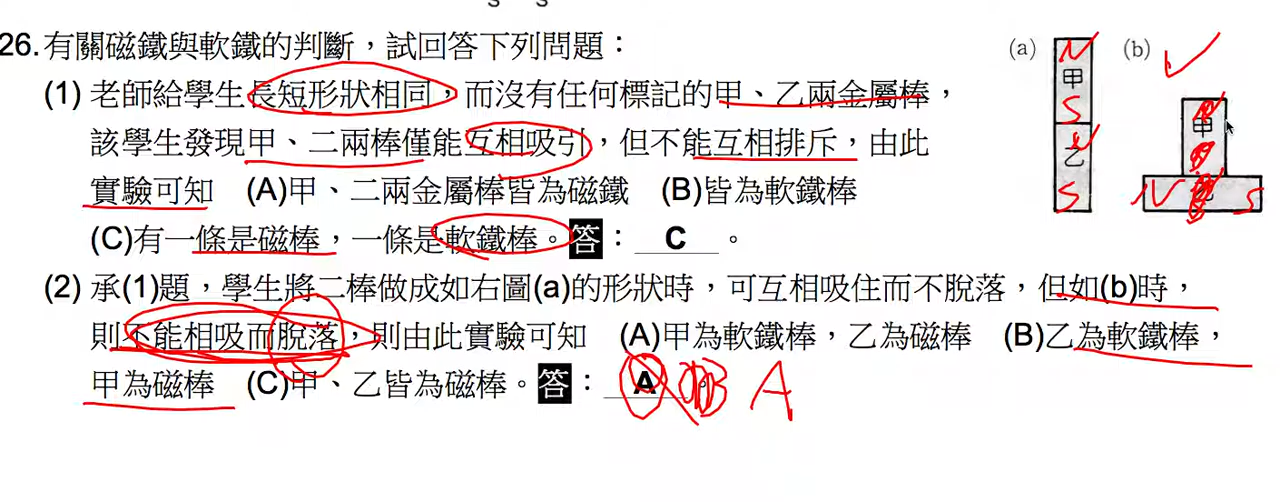 26.有關磁鐵與軟鐵的判斷，試回答下列問題：
(1) 老師給學生長短形狀相同，而沒有任何標記的甲、乙兩金屬棒，
該學生發現甲、二兩棒僅能互相吸引，但不能互相排斥，由此
實驗可知　(A)甲、二兩金屬棒皆為磁鐵　(B)皆為軟鐵棒
(C)有一條是磁棒，一條是軟鐵棒。答：C。
(2) 承(1)題，學生將二棒做成如右圖(a)的形狀時，可互相吸住而不脫落，但如(b)時，
則不能相吸而脫落，則由此實驗可知　(A)甲為軟鐵棒，乙為磁棒　(B)乙為軟鐵棒，
甲為磁棒　(C)甲、乙皆為磁棒。答：A A
(a)
N
甲
S
乙
S
(b)
甲
N S